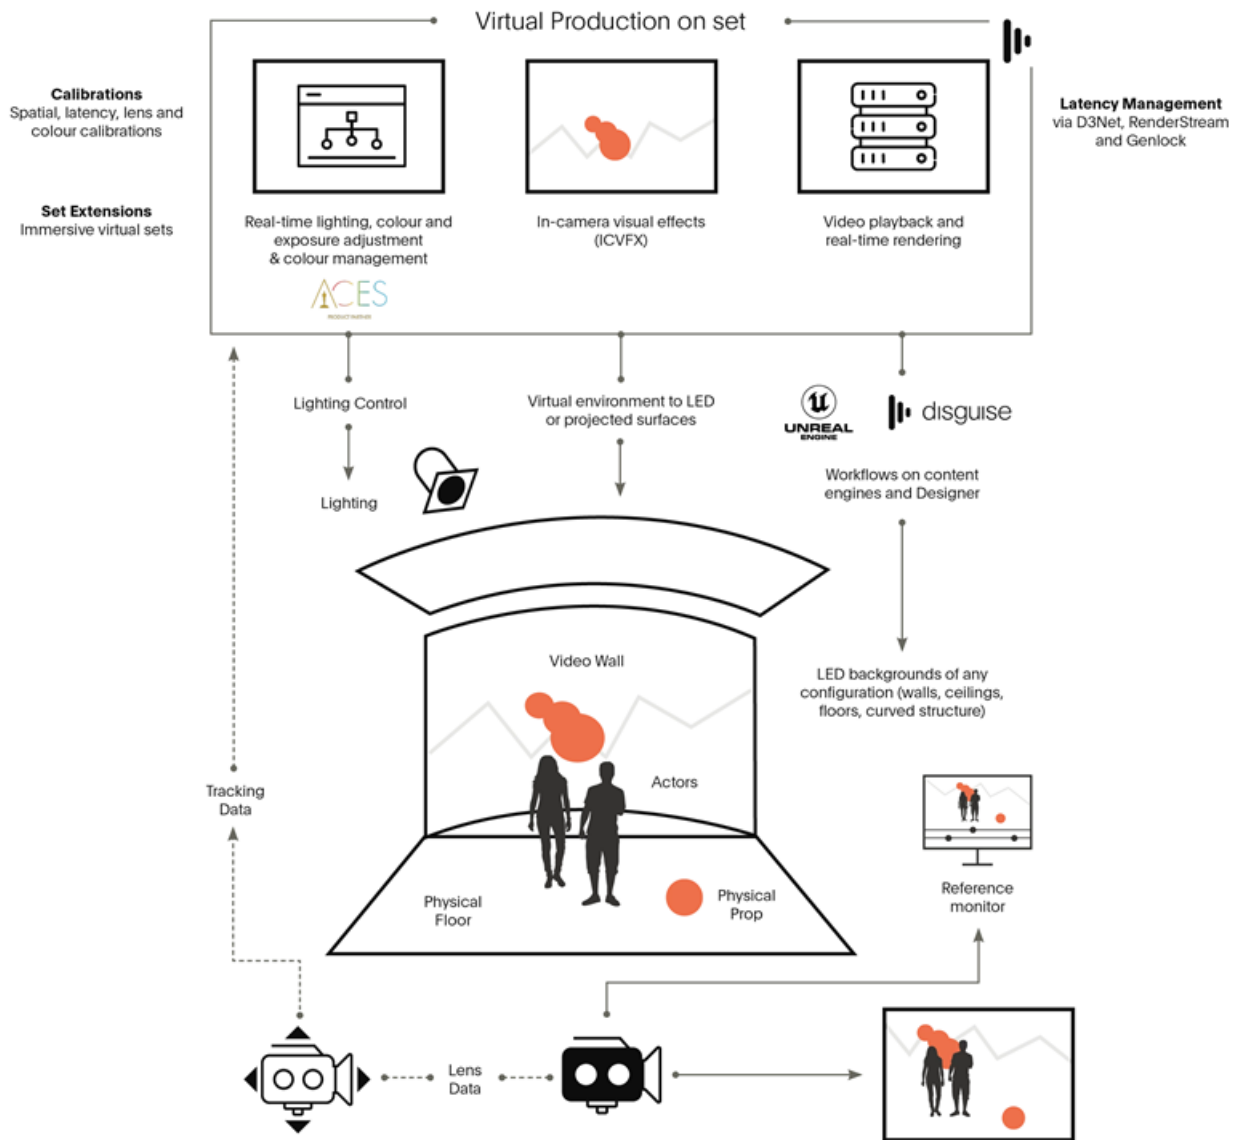 Virtual Production on set
Calibrations
Spatial, latency, lens and
colour calibrations
Set Extensions
Immersive virtual sets
Latency Management
via D3Net, RenderStream
and Genlock
Real-time lighting, colour and
exposure adjustment
& colour management
ACES
PRODUCT PARTNER
In-camera visual effects
(ICVFX)
Video playback and
real-time rendering
Lighting Control
Lighting
Virtual environment to LED
or projected surfaces
UNREAL
ENGINE
disguise
Workflows on content
engines and Designer
LED backgrounds of any
configuration (walls, ceilings,
floors, curved structure)
Video Wall
Actors
Physical
Floor
Physical
Prop
Tracking
Data
Reference
monitor
Lens
Data